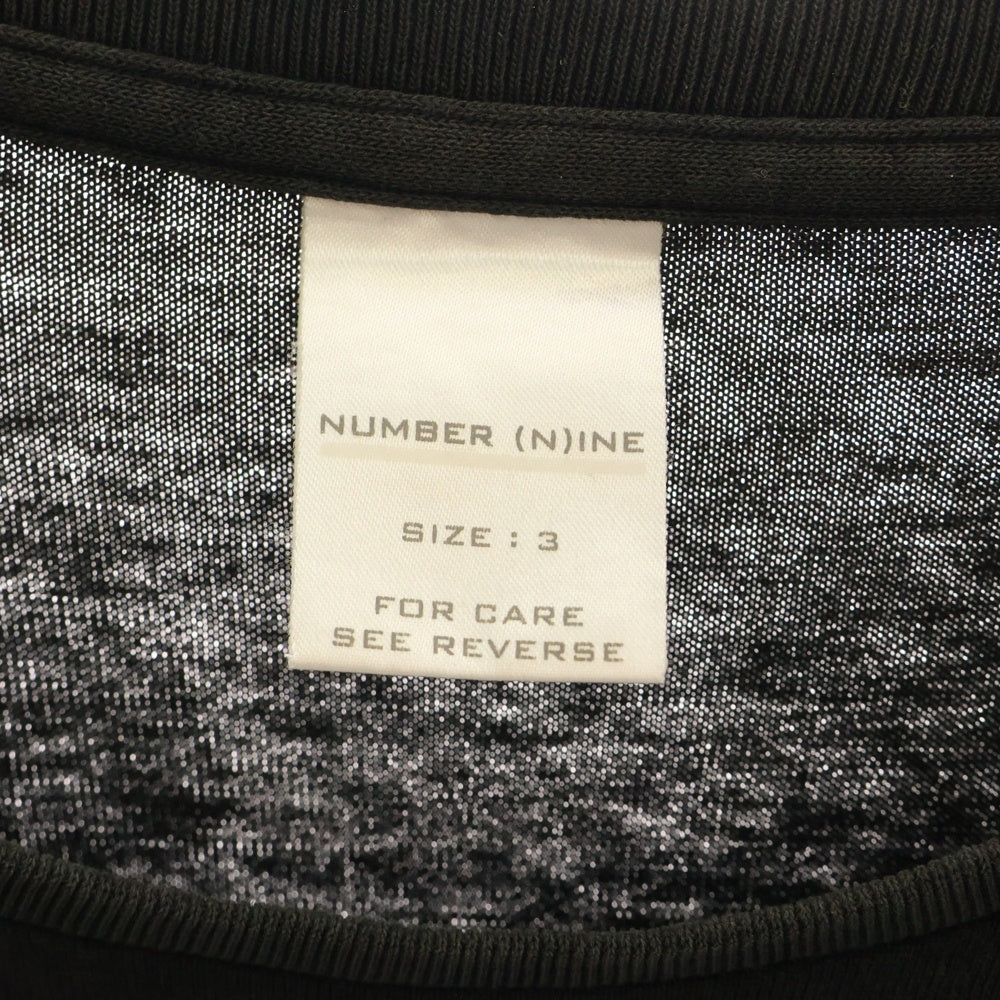 NUMBER (N)INE
SIZE : 3
FOR CARE
SEE REVERSE